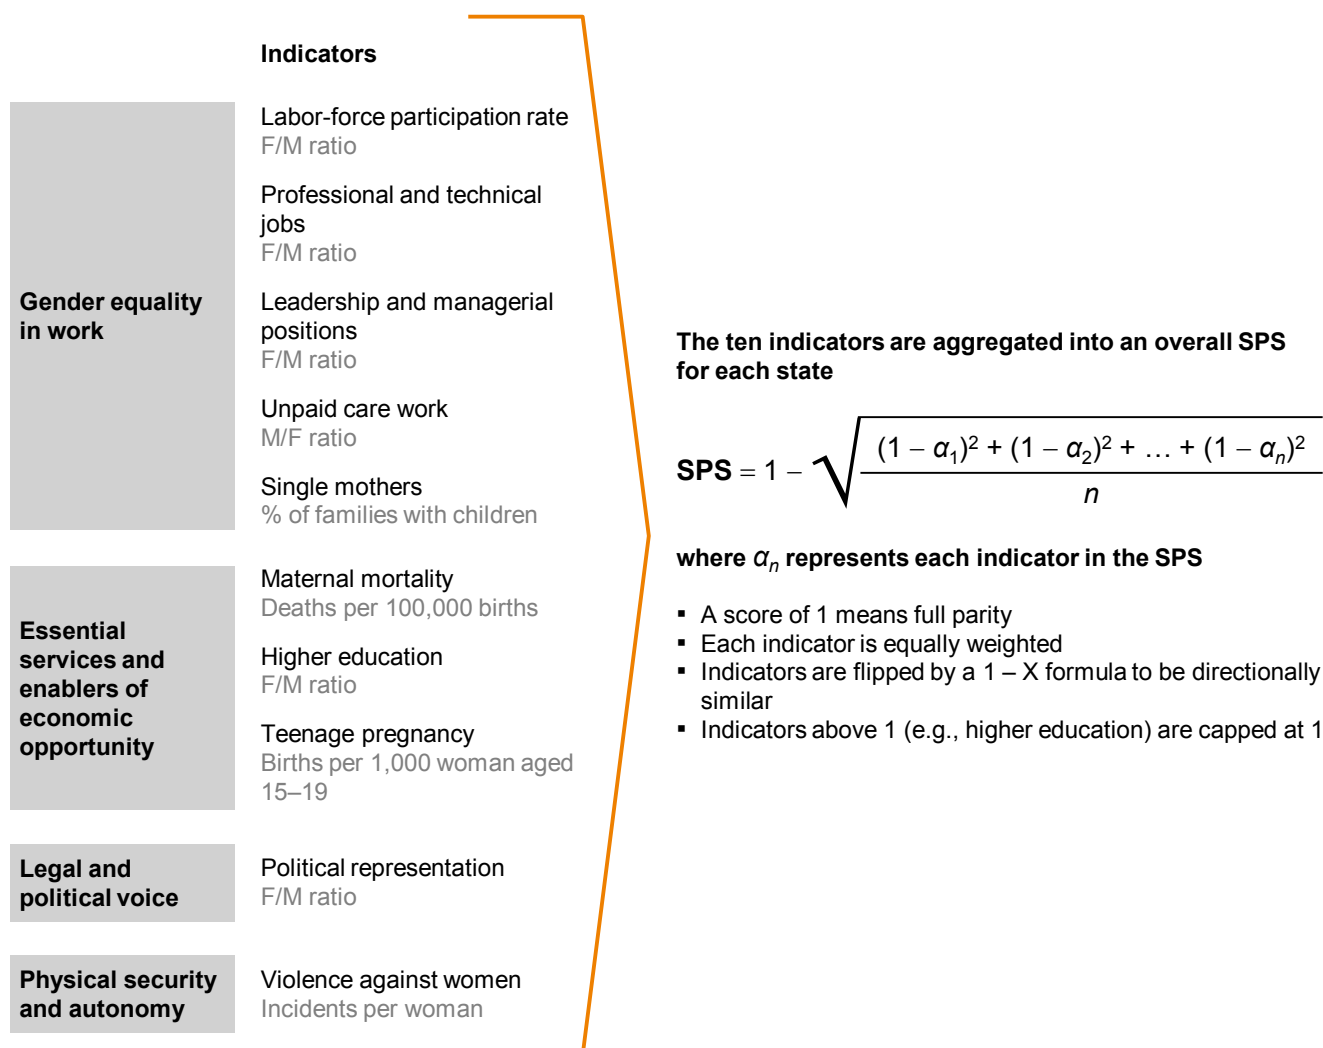 Indicators
Gender equality
in work
Labor-force participation rate
F/M ratio
Professional and technical
jobs
F/M ratio
Leadership and managerial
positions
F/M ratio
Unpaid care work
M/F ratio
Single mothers
% of families with children
Essential
services and
enablers of
economic
opportunity
Maternal mortality
Deaths per 100,000 births
Higher education
F/M ratio
Teenage pregnancy
Births per 1,000 woman aged
15–19
Legal and
political voice
Political representation
F/M ratio
Physical security
and autonomy
Violence against women
Incidents per woman
The ten indicators are aggregated into an overall SPS
for each state
SPS = 1 – √ (1 – α₁)² + (1 – α₂)² + … + (1 – αₙ)²
n
where αₙ represents each indicator in the SPS
▪ A score of 1 means full parity
▪ Each indicator is equally weighted
▪ Indicators are flipped by a 1 – X formula to be directionally
similar
▪ Indicators above 1 (e.g., higher education) are capped at 1